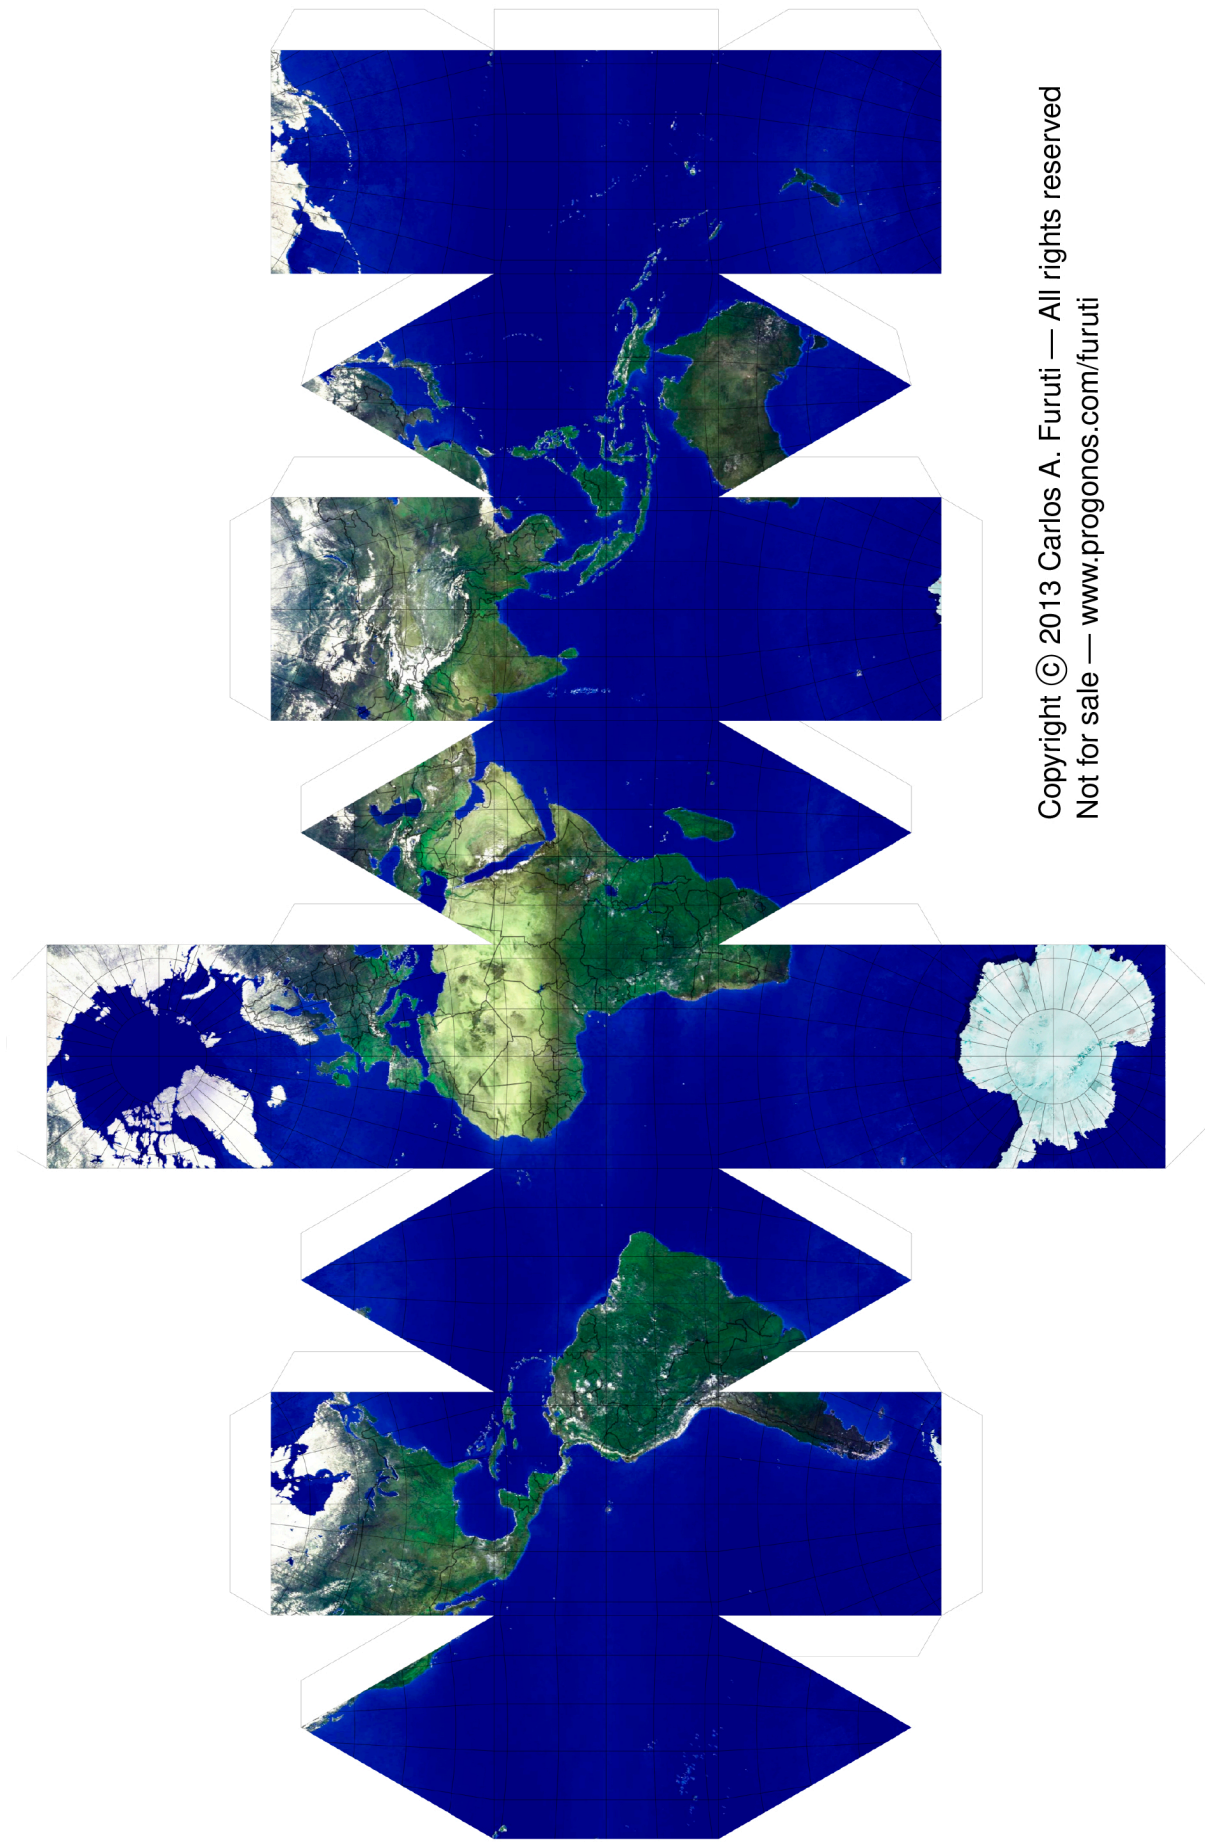 Copyright © 2013 Carlos A. Furuti — All rights reserved
Not for sale — www.progonos.com/furuti